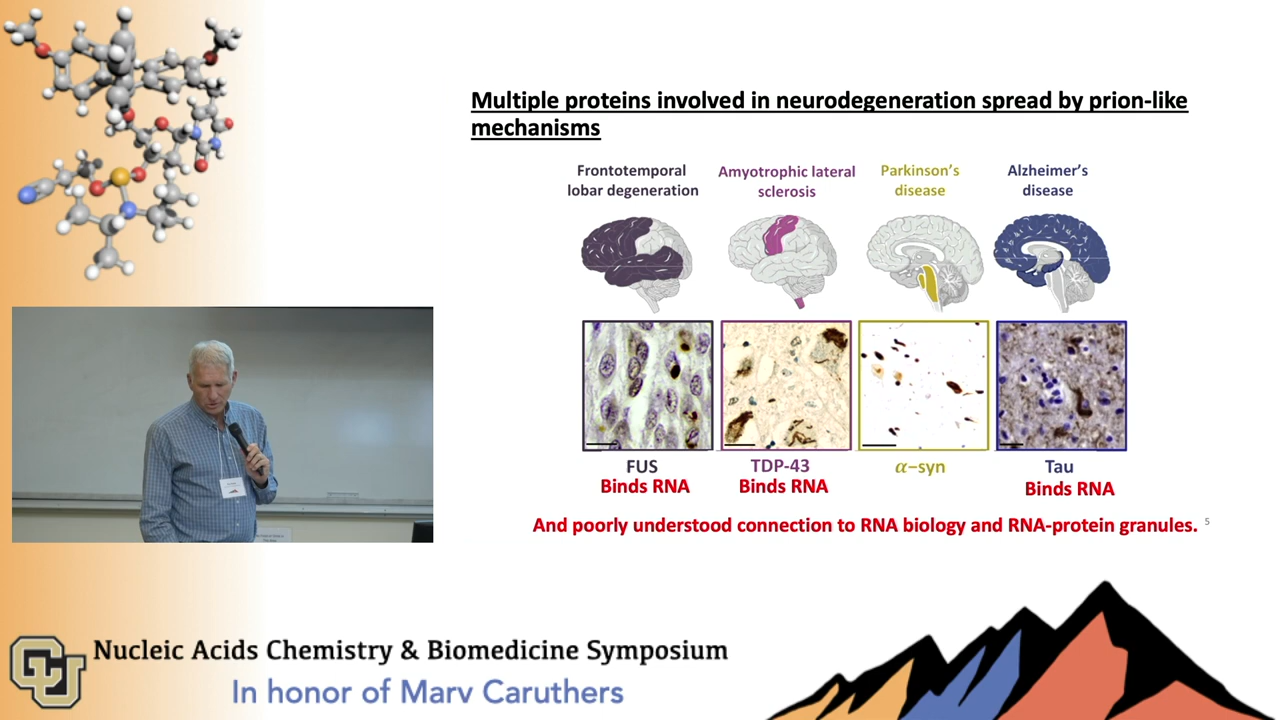 Multiple proteins involved in neurodegeneration spread by prion-like
mechanisms
Frontotemporal
lobar degeneration
Amyotrophic lateral
sclerosis
Parkinson's
disease
Alzheimer's
disease
FUS
Binds RNA
TDP-43
Binds RNA
α−syn
Tau
Binds RNA
And poorly understood connection to RNA biology and RNA-protein granules.
5
CU
Nucleic Acids Chemistry & Biomedicine Symposium
In honor of Marv Caruthers